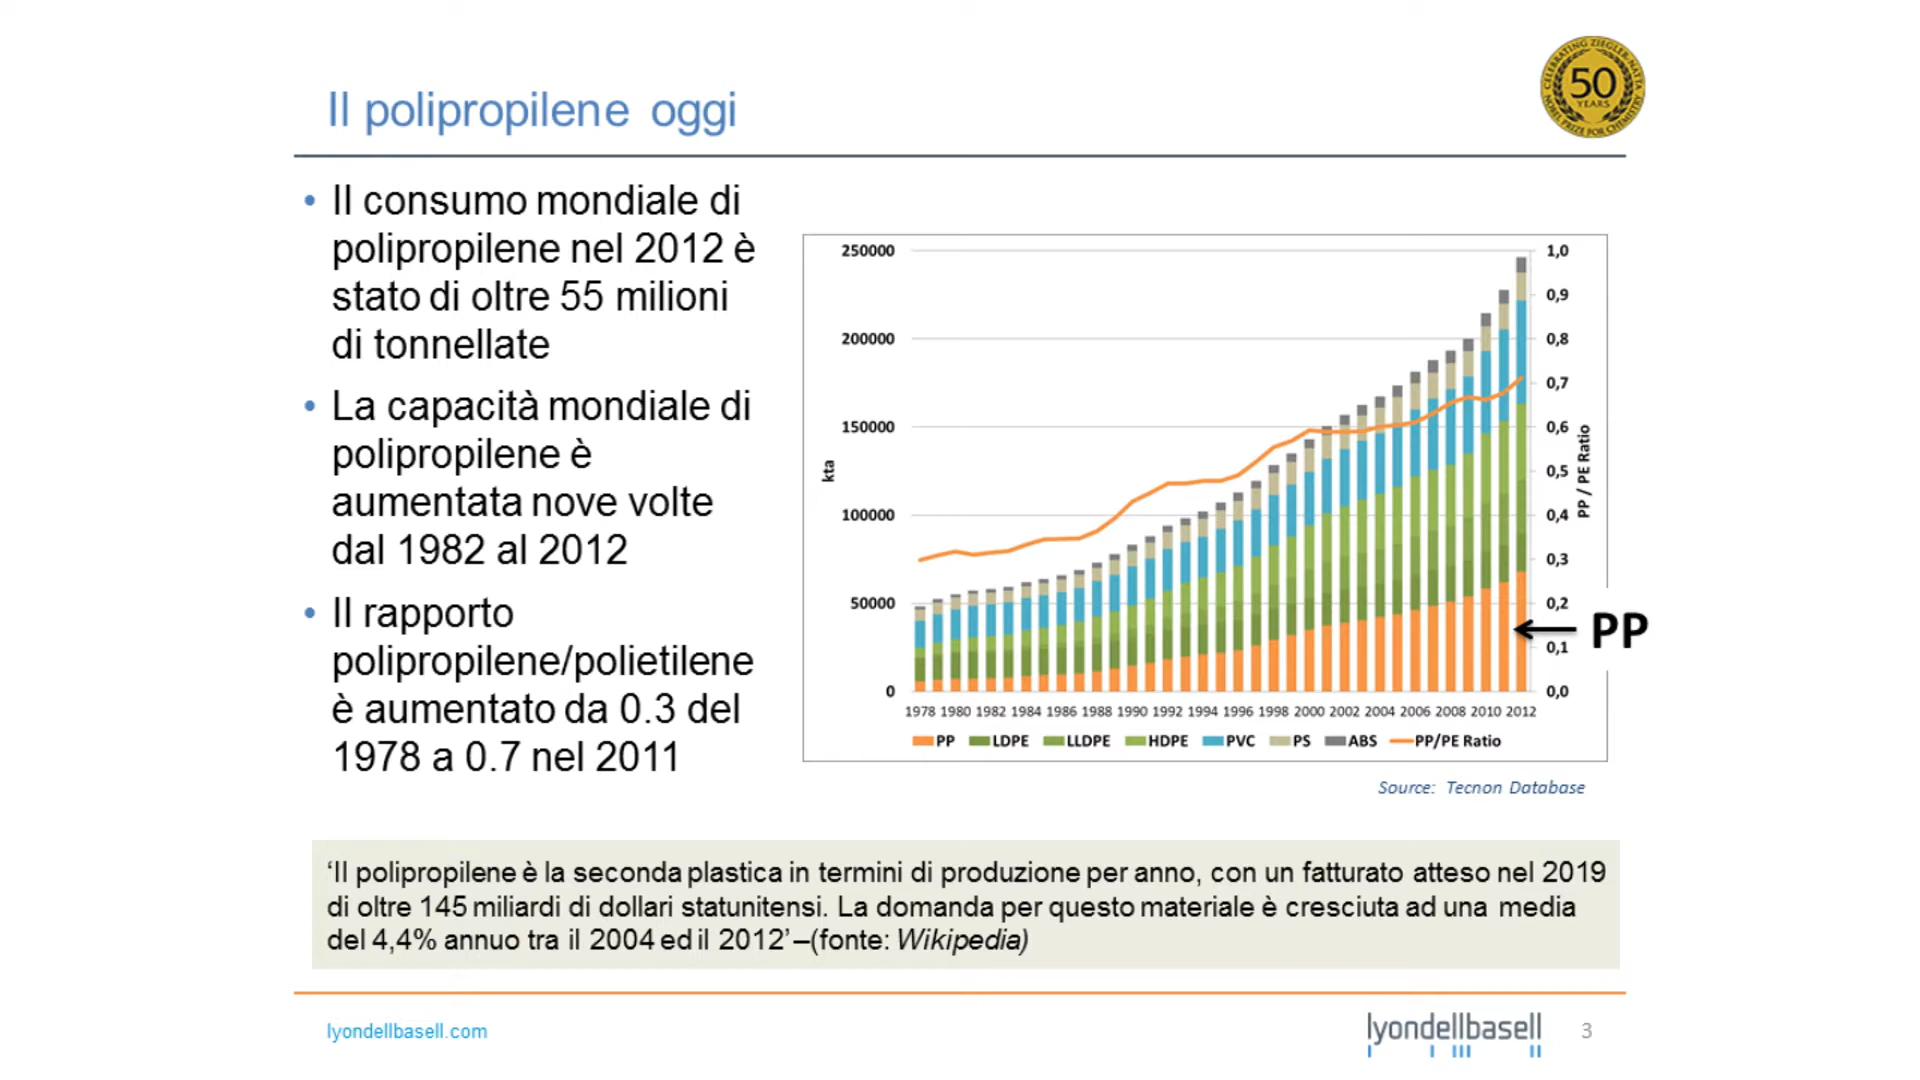 CELEBRATING ZIEGLER-NATTA
50
YEARS
NOBEL PRIZE FOR CHEMISTRY
Il polipropilene oggi
• Il consumo mondiale di
polipropilene nel 2012 è
stato di oltre 55 milioni
di tonnellate
• La capacità mondiale di
polipropilene è
aumentata nove volte
dal 1982 al 2012
• Il rapporto
polipropilene/polietilene
è aumentato da 0.3 del
1978 a 0.7 nel 2011
250000
200000
150000
100000
50000
0
kta
1,0
0,9
0,8
0,7
0,6
0,5
0,4
0,3
0,2
0,1
0,0
PP / PE Ratio
PP
1978 1980 1982 1984 1986 1988 1990 1992 1994 1996 1998 2000 2002 2004 2006 2008 2010 2012
PP LDPE LLDPE HDPE PVC PS ABS PP/PE Ratio
Source: Tecnon Database
‘Il polipropilene è la seconda plastica in termini di produzione per anno, con un fatturato atteso nel 2019
di oltre 145 miliardi di dollari statunitensi. La domanda per questo materiale è cresciuta ad una media
del 4,4% annuo tra il 2004 ed il 2012’ –(fonte: Wikipedia)
lyondellbasell.com
lyondellbasell
3